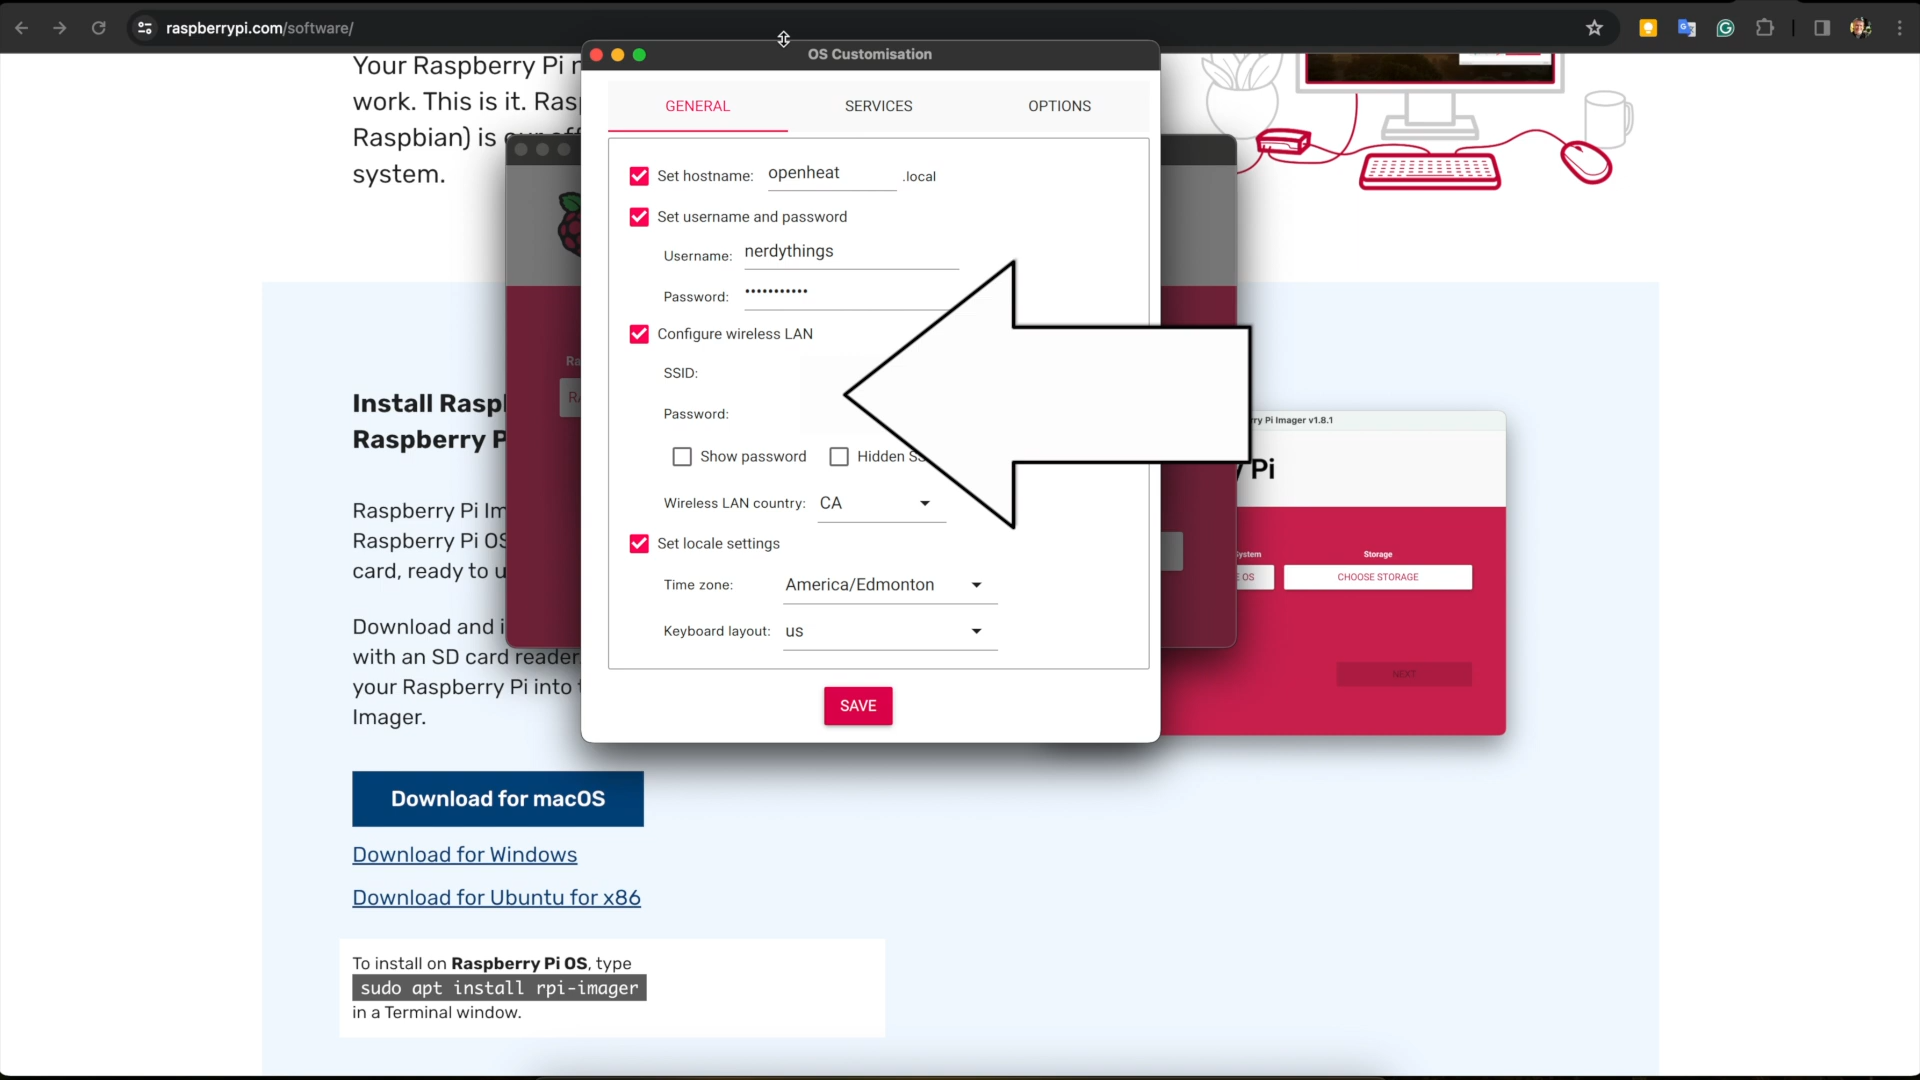 raspberrypi.com/software/
Your Raspberry Pi
work. This is it.
Raspbian) is
system.
OS Customisation
GENERAL
SERVICES
OPTIONS
Set hostname: openheat .local
Set username and password
Username: nerdythings
Password: •••••••••••
Configure wireless LAN
SSID:
Password:
Show password
Hidden
Wireless LAN country: CA
Set locale settings
Time zone: America/Edmonton
Keyboard layout: us
SAVE
Install
Raspberry
Raspberry Pi
Raspberry Pi OS
card, ready to
Download and
with an SD card reader
your Raspberry Pi into
Imager.
Pi Imager v1.8.1
Pi
OS
Storage
CHOOSE STORAGE
NEXT
Download for macOS
Download for Windows
Download for Ubuntu for x86
To install on Raspberry Pi OS, type
sudo apt install rpi-imager
in a Terminal window.